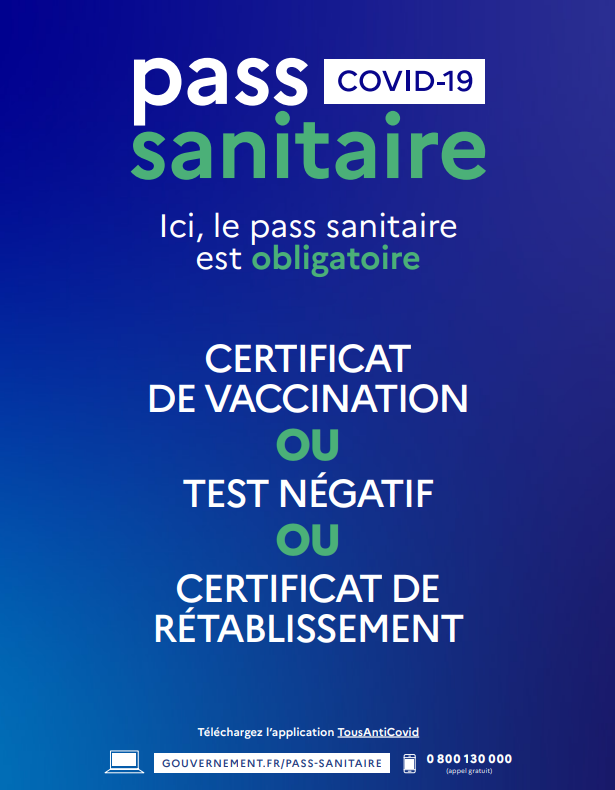 pass COVID-19
sanitaire
Ici, le pass sanitaire
est obligatoire
CERTIFICAT
DE VACCINATION
OU
TEST NÉGATIF
OU
CERTIFICAT DE
RÉTABLISSEMENT
Téléchargez l'application TousAntiCovid
GOUVERNEMENT.FR/PASS-SANITAIRE 0 800 130 000
(appel gratuit)